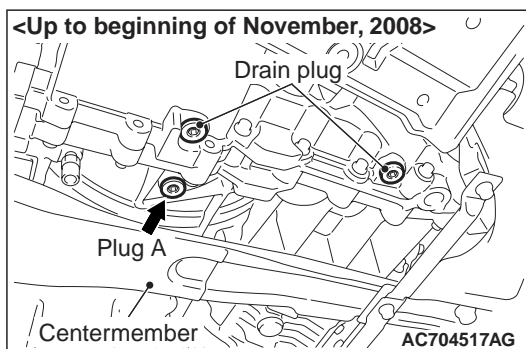 <Up to beginning of November, 2008>
Drain plug
Plug A
Centermember
AC704517AG